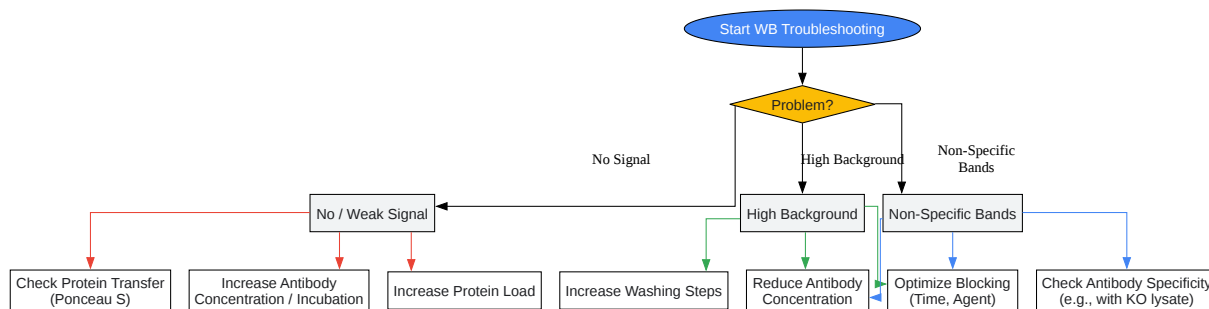 Start WB Troubleshooting
Problem?
No Signal
High Background
Non-Specific
Bands
No / Weak Signal
High Background
Non-Specific Bands
Check Protein Transfer
(Ponceau S)
Increase Antibody
Concentration / Incubation
Increase Protein Load
Increase Washing Steps
Reduce Antibody
Concentration
Optimize Blocking
(Time, Agent)
Check Antibody Specificity
(e.g., with KO lysate)